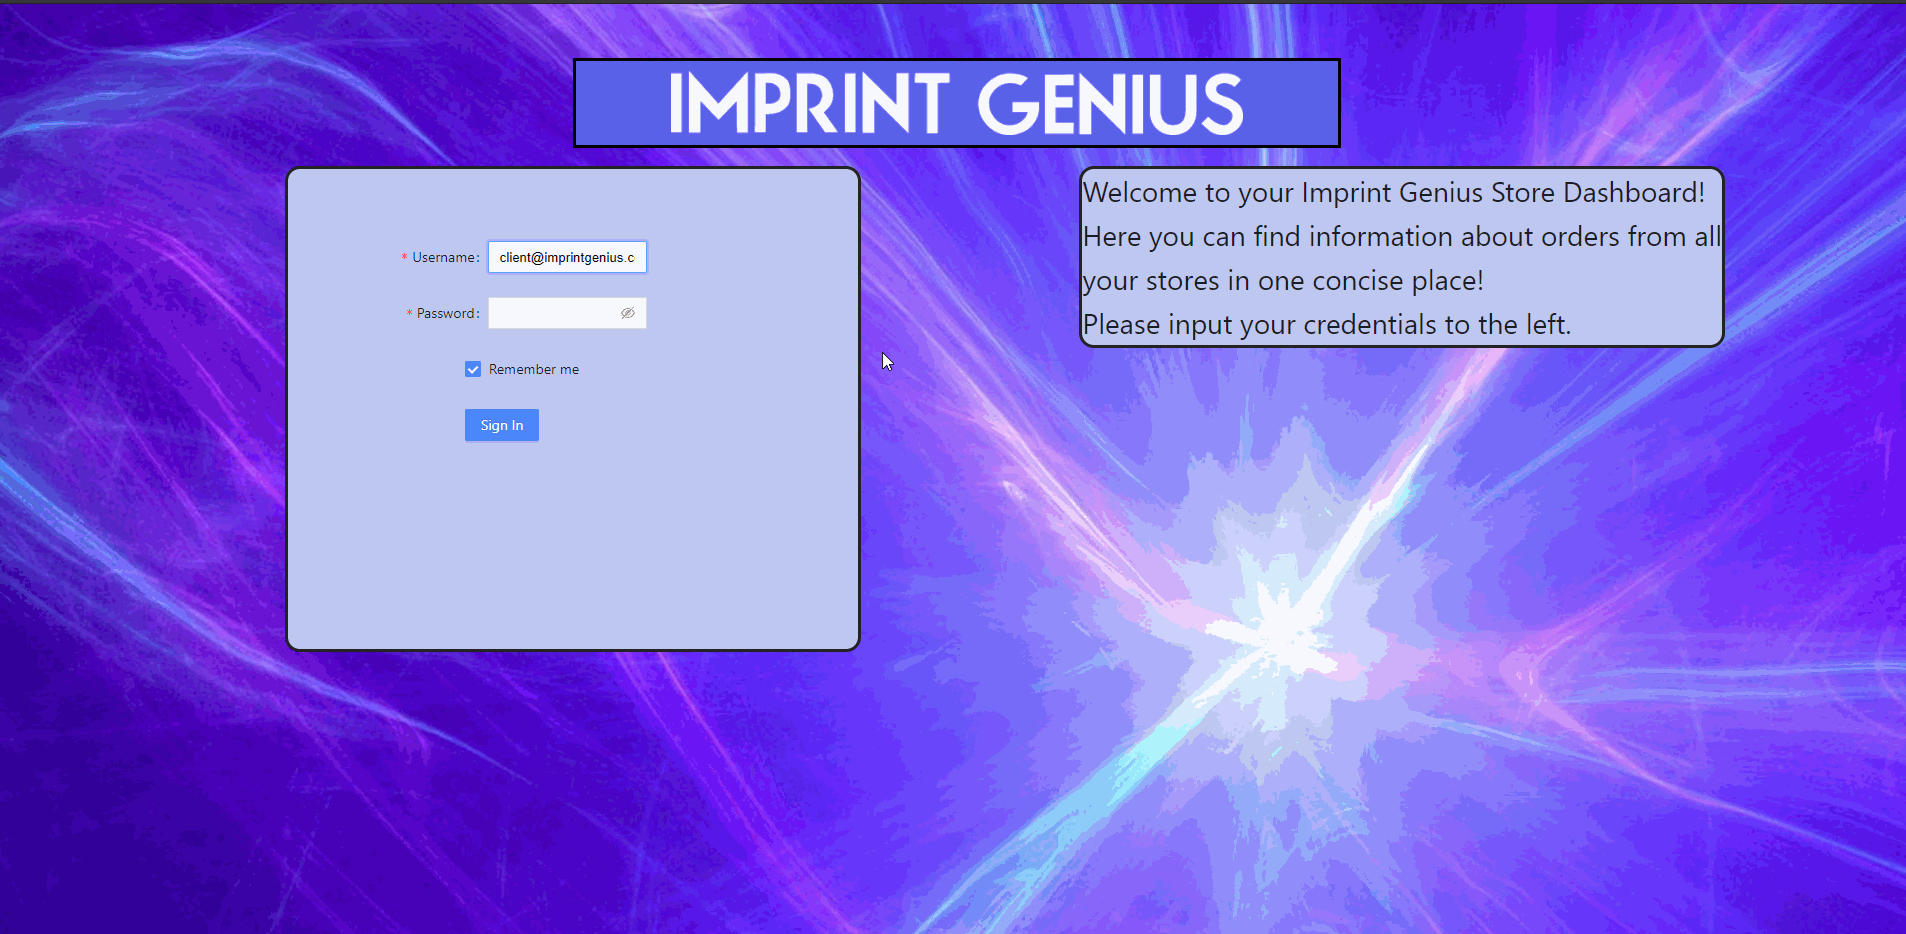 IMPRINT GENIUS
* Username:
client@imprintgenius.c
* Password:
Remember me
Sign In
Welcome to your Imprint Genius Store Dashboard!
Here you can find information about orders from all
your stores in one concise place!
Please input your credentials to the left.